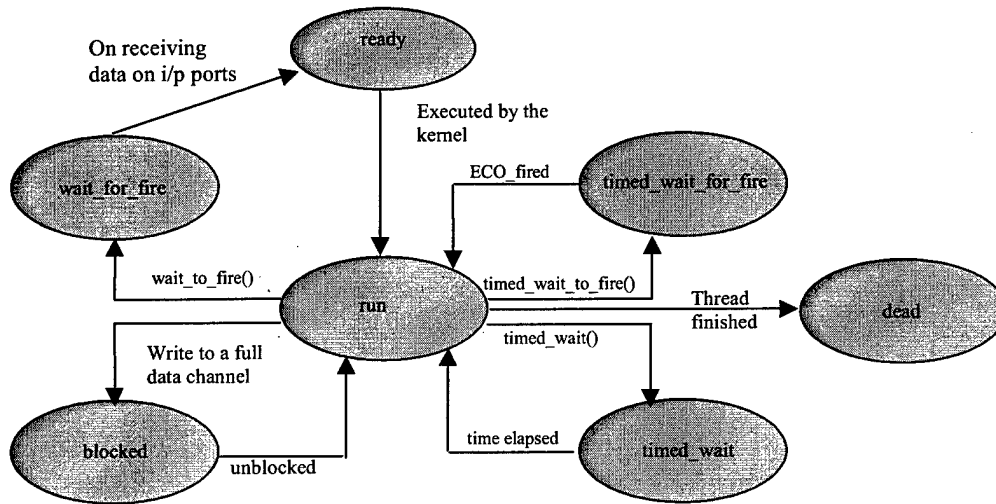 ready
On receiving
data on i/p ports
Executed by the
kernel
wait_for_fire
ECO_fired
timed_wait_for_fire
wait_to_fire()
timed_wait_to_fire()
run
Thread
finished
dead
timed_wait()
Write to a full
data channel
blocked
unblocked
time elapsed
timed_wait